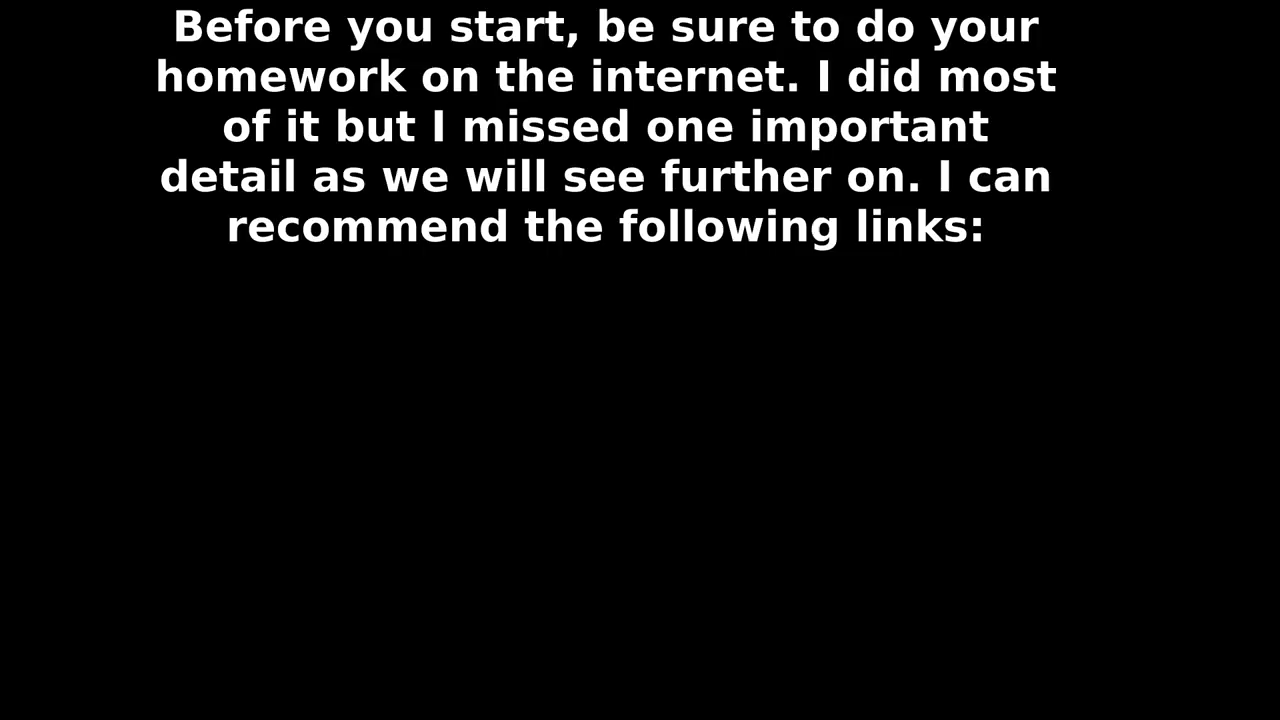 Before you start, be sure to do your
homework on the internet. I did most
of it but I missed one important
detail as we will see further on. I can
recommend the following links: